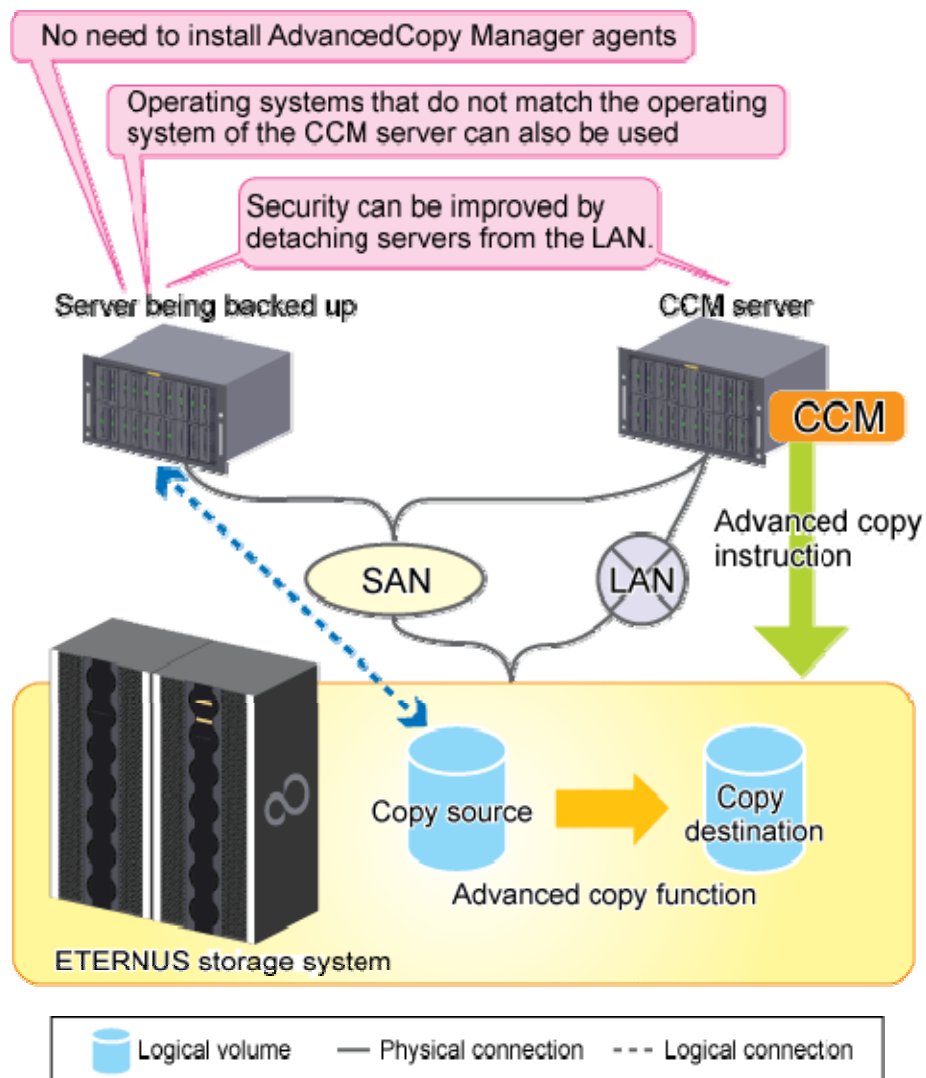 No need to install AdvancedCopy Manager agents
Operating systems that do not match the operating
system of the CCM server can also be used
Security can be improved by
detaching servers from the LAN.
Server being backed up
CCM server
CCM
Advanced copy
instruction
SAN
LAN
Copy source
Copy
destination
Advanced copy function
ETERNUS storage system
Logical volume
Physical connection
Logical connection